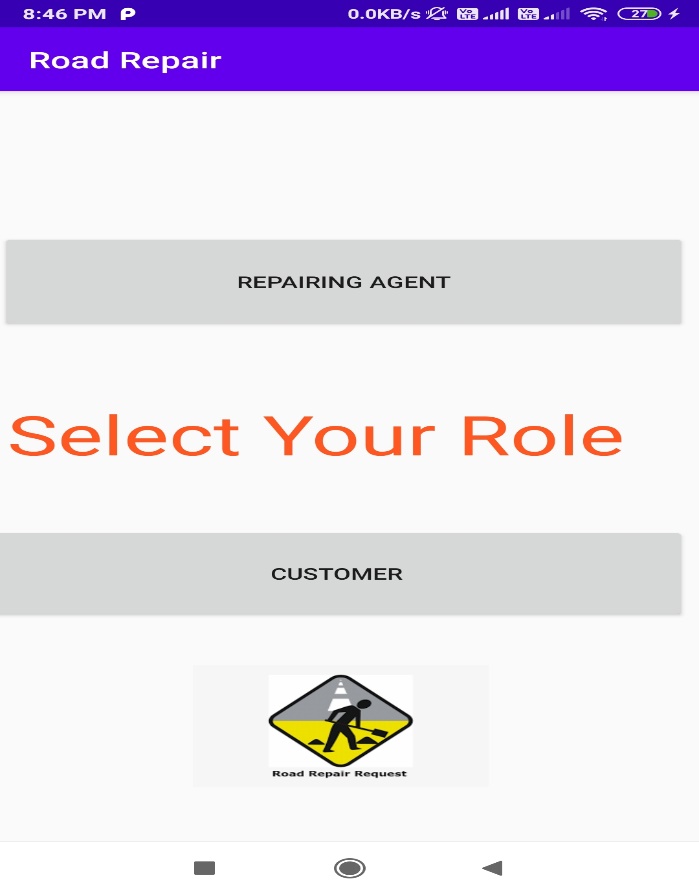 8:46 PM 0.0KB/s Vo LTE Vo LTE 27
Road Repair
REPAIRING AGENT
Select Your Role
CUSTOMER
Road Repair Request